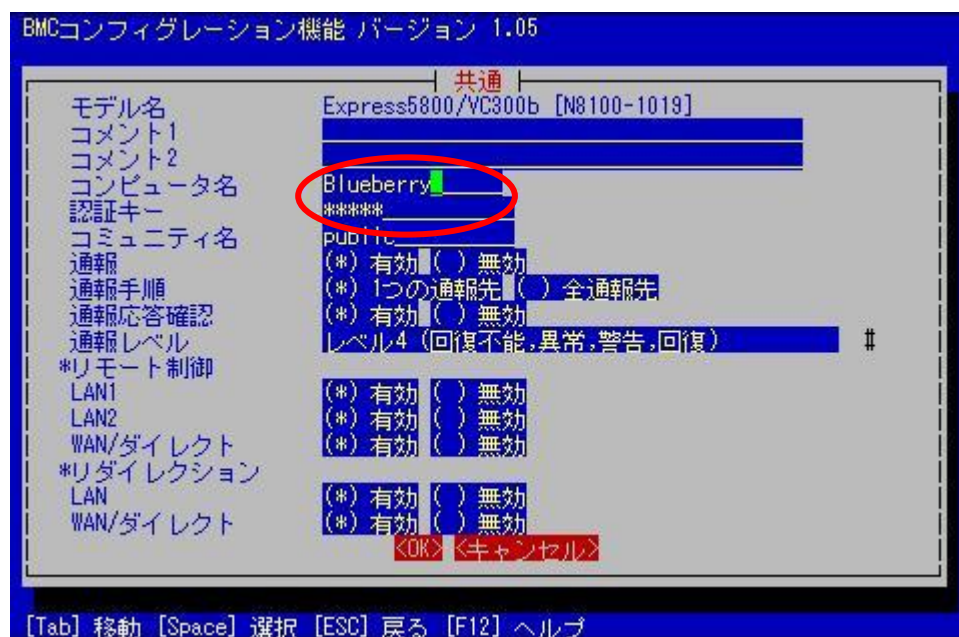 BMCコンフィグレーション機能 バージョン 1.05
共通
モデル名 Express5800/VC300b [N8100-1019]
コメント1
コメント2
コンピュータ名 Blueberry
認証キー *****
コミュニティ名 public
通報 (*) 有効 ( ) 無効
通報手順 (*) 1つの通報先 ( ) 全通報先
通報応答確認 (*) 有効 ( ) 無効
通報レベル レベル4 (回復不能,異常,警告,回復) #
*リモート制御
LAN1 (*) 有効 ( ) 無効
LAN2 (*) 有効 ( ) 無効
WAN/ダイレクト (*) 有効 ( ) 無効
*リダイレクション
LAN (*) 有効 ( ) 無効
WAN/ダイレクト (*) 有効 ( ) 無効
<OK> <キャンセル>
[Tab] 移動 [Space] 選択 [ESC] 戻る [F12] ヘルプ